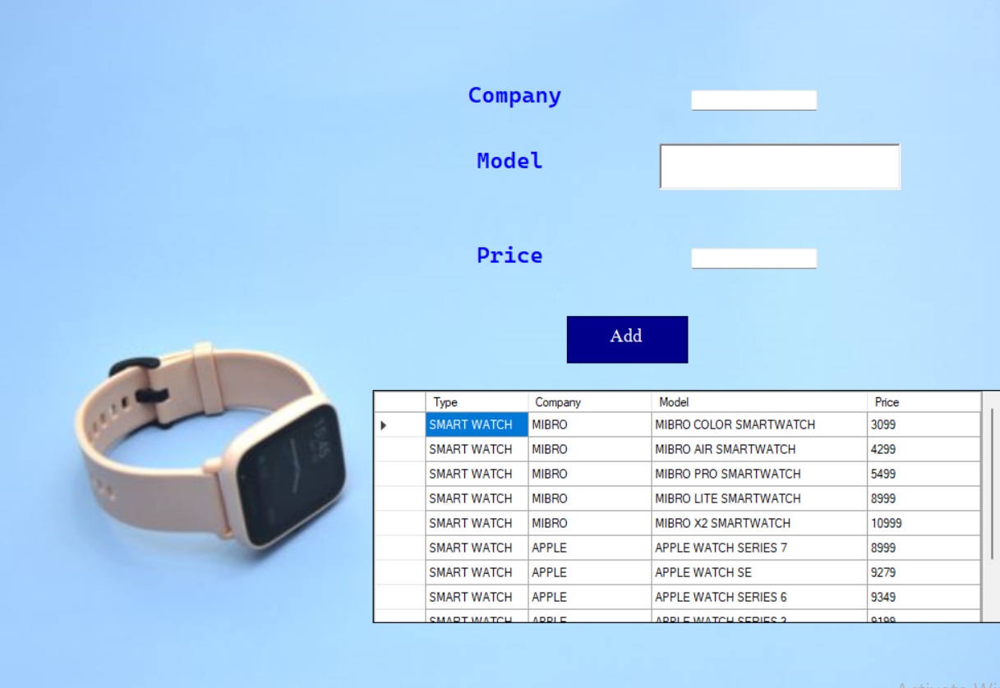 Company
Model
Price
Add
Type Company Model Price
SMART WATCH MIBRO MIBRO COLOR SMARTWATCH 3099
SMART WATCH MIBRO MIBRO AIR SMARTWATCH 4299
SMART WATCH MIBRO MIBRO PRO SMARTWATCH 5499
SMART WATCH MIBRO MIBRO LITE SMARTWATCH 8999
SMART WATCH MIBRO MIBRO X2 SMARTWATCH 10999
SMART WATCH APPLE APPLE WATCH SERIES 7 8999
SMART WATCH APPLE APPLE WATCH SE 9279
SMART WATCH APPLE APPLE WATCH SERIES 6 9349
SMART WATCH APPLE APPLE WATCH SERIES